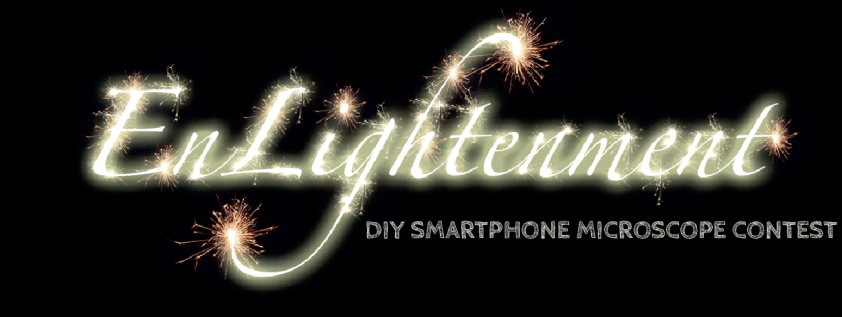 EnLightenment
DIY SMARTPHONE MICROSCOPE CONTEST